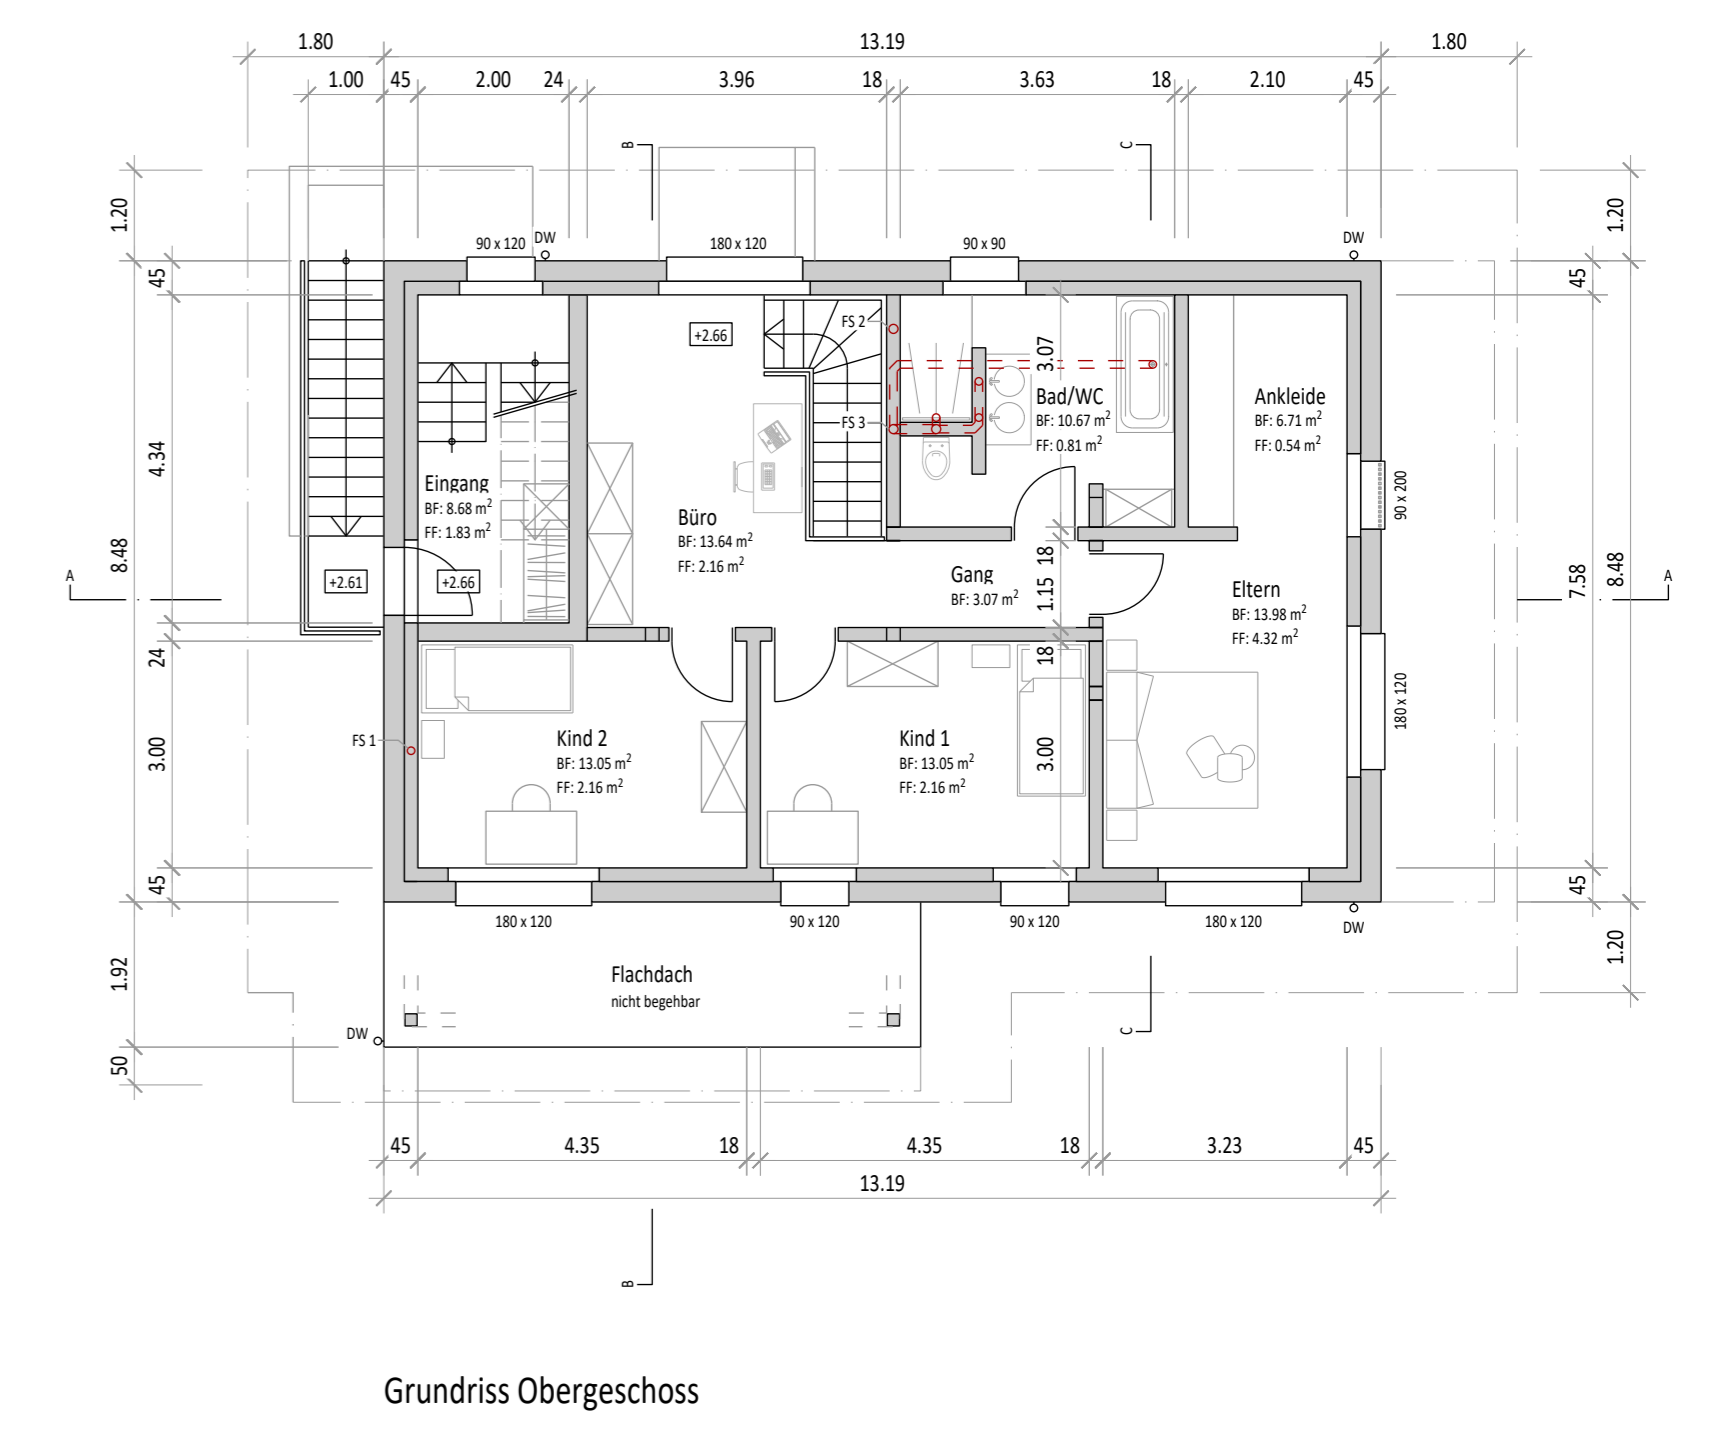 1.80
13.19
1.80
1.00
45
2.00
24
3.96
18
3.63
18
2.10
45
B
C
1.20
1.20
90 x 120
DW
180 x 120
90 x 90
DW
45
45
+2.66
FS 2
3.07
FS 3
Bad/WC
BF: 10.67 m²
FF: 0.81 m²
Ankleide
BF: 6.71 m²
FF: 0.54 m²
4.34
Eingang
BF: 8.68 m²
FF: 1.83 m²
90 x 200
Büro
BF: 13.64 m²
FF: 2.16 m²
8.48
18
7.58
8.48
A
+2.61
+2.66
Gang
BF: 3.07 m²
1.15
Eltern
BF: 13.98 m²
FF: 4.32 m²
A
24
18
180 x 120
FS 1
3.00
Kind 2
BF: 13.05 m²
FF: 2.16 m²
Kind 1
BF: 13.05 m²
FF: 2.16 m²
3.00
45
45
180 x 120
90 x 120
90 x 120
180 x 120
DW
1.20
1.92
Flachdach
nicht begehbar
DW
C
50
45
4.35
18
4.35
18
3.23
45
13.19
B
Grundriss Obergeschoss